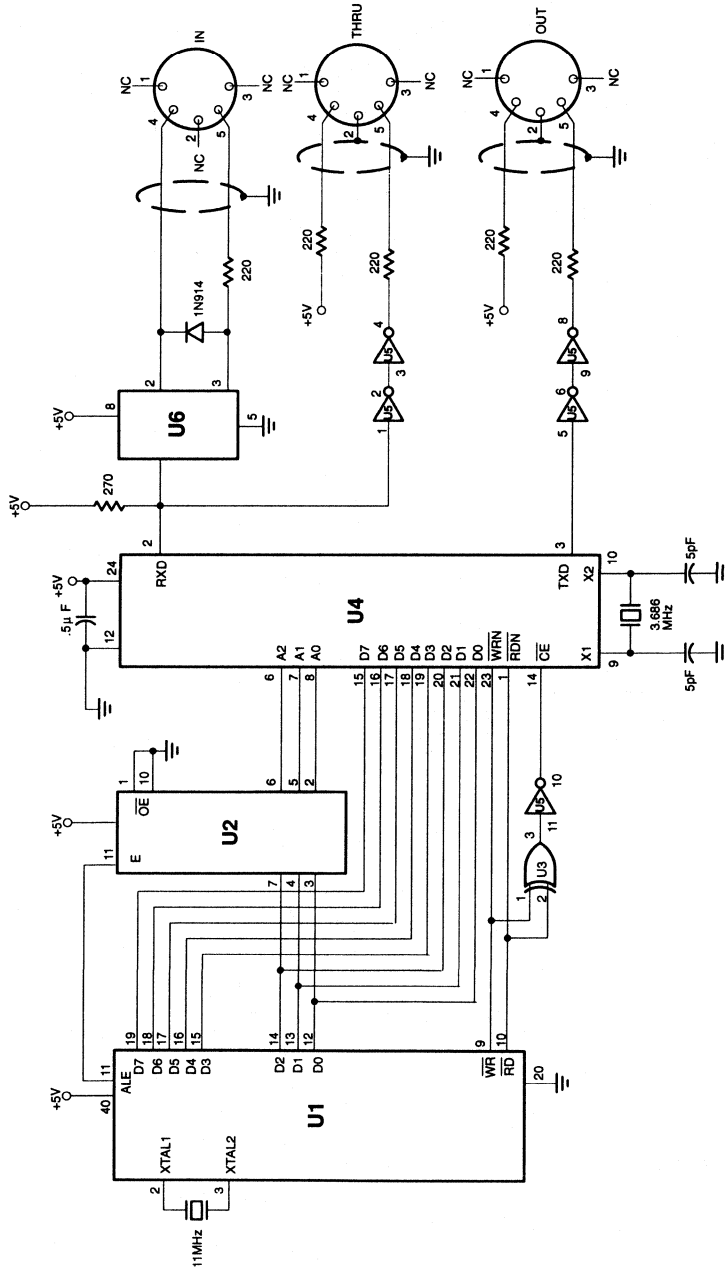 NC
1
IN
4
2
NC
5
3
NC
220
1N914
+5V
8
2
3
U6
5
+5V
270
NC
1
THRU
4
2
5
3
NC
220
+5V
220
4
U5
3
2
U5
1
NC
1
OUT
4
2
5
3
NC
220
+5V
220
8
U5
9
6
U5
5
+5V
.5µ F
24
12
2
RXD
3
TXD
U4
10
X2
X1
9
5pF
5pF
3.686
MHz
A2
A1
A0
D7
D6
D5
D4
D3
D2
D1
D0
WRN
RDN
CE
6
7
8
15
16
17
18
19
20
21
22
23
1
14
+5V
1
10
OE
11
E
U2
6
5
2
7
4
3
10
U5
11
3
U3
1
2
+5V
40
11
ALE
19
18
17
16
15
14
13
12
9
10
D7
D6
D5
D4
D3
D2
D1
D0
WR
RD
20
U1
XTAL1
XTAL2
2
3
11MHz